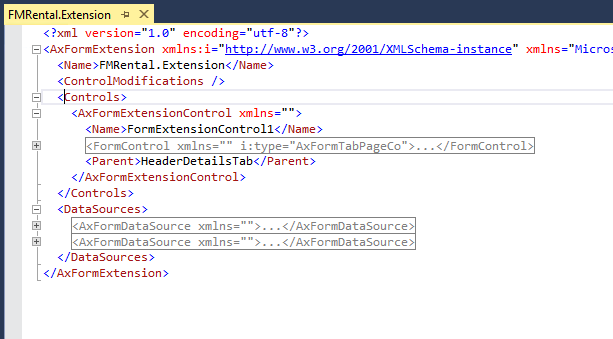 FMRental.Extension
<?xml version="1.0" encoding="utf-8"?>
<AxFormExtension xmlns:i="http://www.w3.org/2001/XMLSchema-instance" xmlns="Micros
<Name>FMRental.Extension</Name>
<ControlModifications />
<Controls>
<AxFormExtensionControl xmlns="">
<Name>FormExtensionControl1</Name>
<FormControl xmlns="" i:type="AxFormTabPageCo">...</FormControl>
<Parent>HeaderDetailsTab</Parent>
</AxFormExtensionControl>
</Controls>
<DataSources>
<AxFormDataSource xmlns="">...</AxFormDataSource>
<AxFormDataSource xmlns="">...</AxFormDataSource>
</DataSources>
</AxFormExtension>